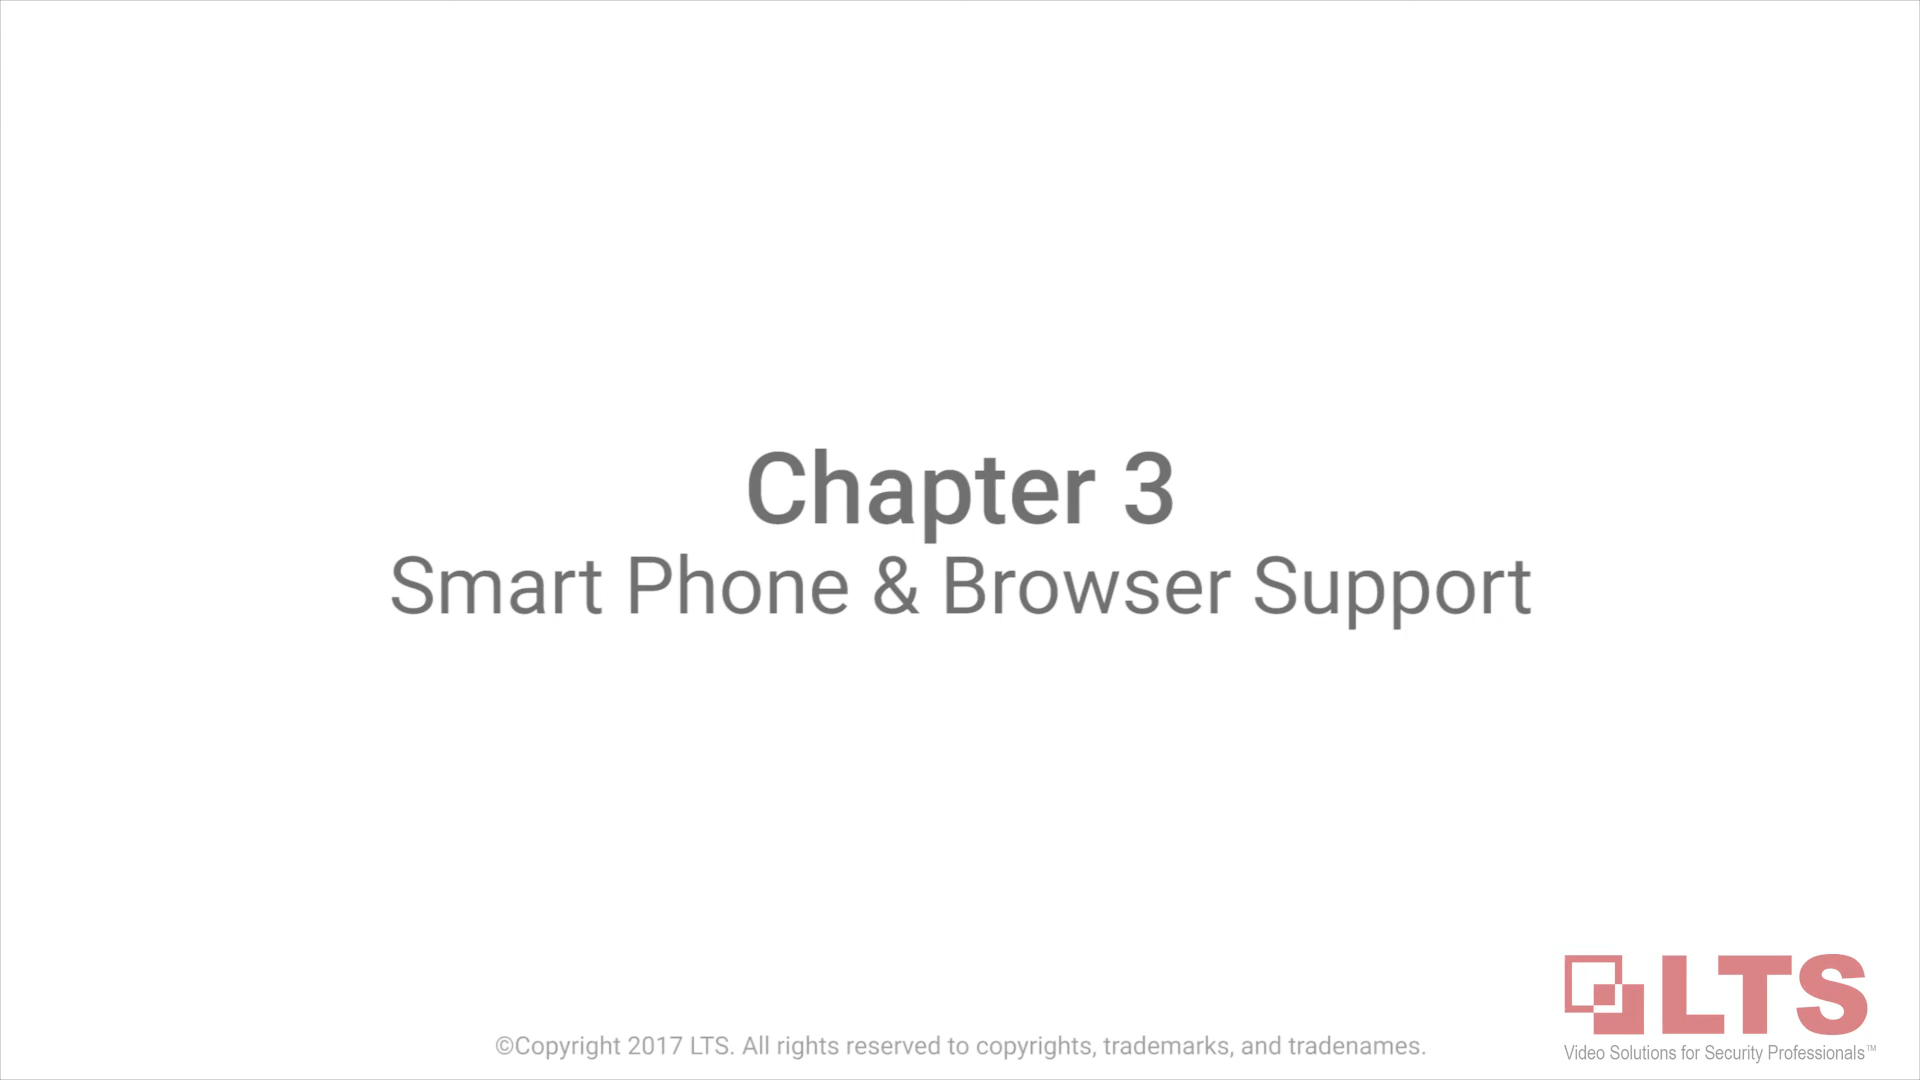 Chapter 3
Smart Phone & Browser Support
LTS
Video Solutions for Security Professionals™
©Copyright 2017 LTS. All rights reserved to copyrights, trademarks, and tradenames.